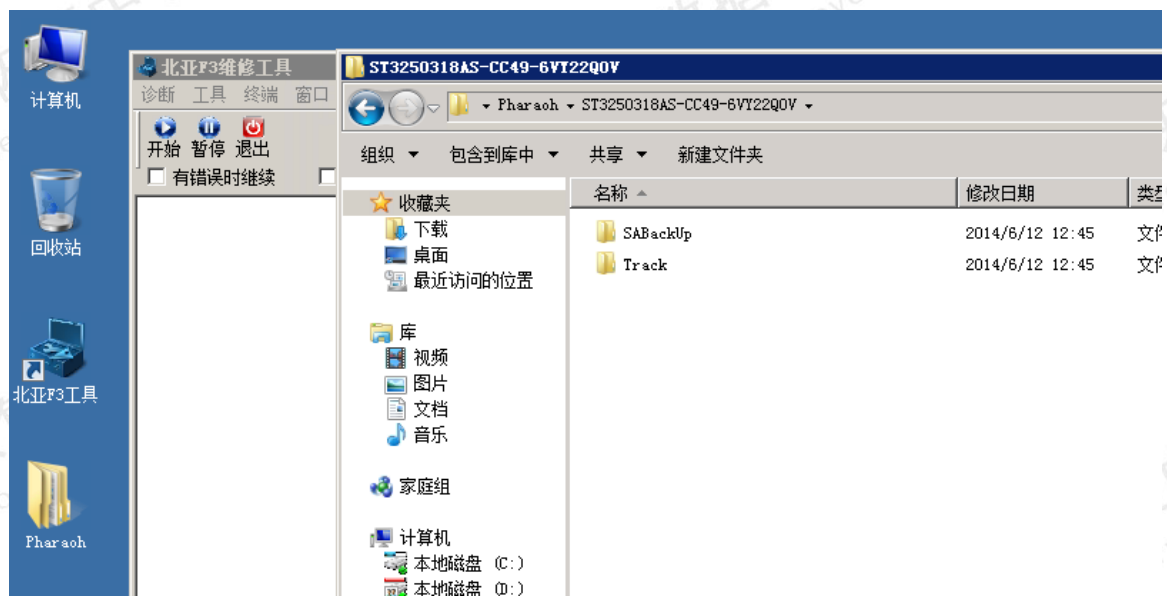 计算机
回收站
北亚F3工具
Pharaoh
北亚F3维修工具
诊断 工具 终端 窗口
开始 暂停 退出
有错误时继续
ST3250318AS-CC49-6VY22Q0V
Pharaoh ST3250318AS-CC49-6VY22Q0V
组织 包含到库中 共享 新建文件夹
收藏夹
下载
桌面
最近访问的位置
库
视频
图片
文档
音乐
家庭组
计算机
本地磁盘 (C:)
本地磁盘 (D:)
名称 修改日期
SABackUp 2014/6/12 12:45 文件
Track 2014/6/12 12:45 文件